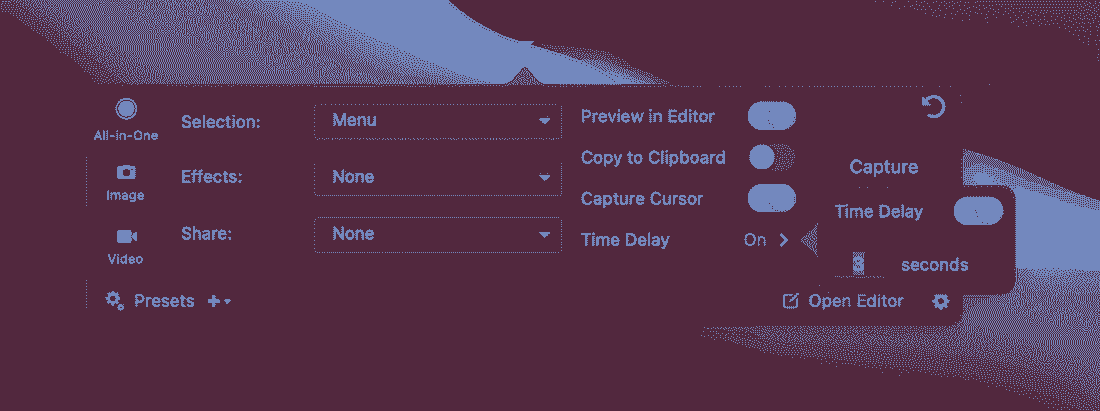 All-in-One
Image
Video
Selection:
Menu
Effects:
None
Share:
None
Preview in Editor
Copy to Clipboard
Capture Cursor
Time Delay
On
Capture
Time Delay
seconds
Presets
Open Editor